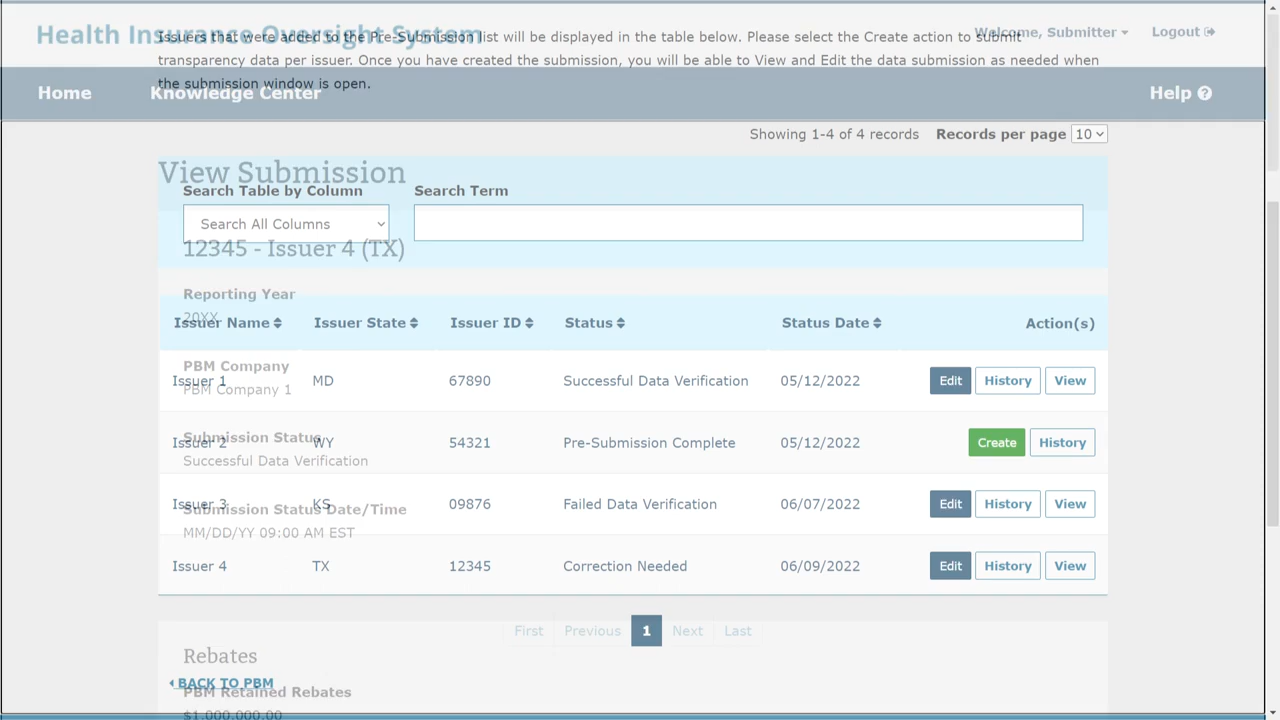 Health Insurance Oversight System
Welcome, Submitter
Logout
Issuers that were added to the Pre-Submission list will be displayed in the table below. Please select the Create action to submit
transparency data per issuer. Once you have created the submission, you will be able to View and Edit the data submission as needed when
the submission window is open.
Home
Knowledge Center
Help
Showing 1-4 of 4 records
Records per page 10
View Submission
Search Table by Column
Search Term
Search All Columns
12345 - Issuer 4 (TX)
Reporting Year
20XX
Issuer Name Issuer State Issuer ID Status Status Date Action(s)
PBM Company
PBM Company 1
Issuer 1 MD 67890 Successful Data Verification 05/12/2022 Edit History View
Submission Status
Issuer 2 WY 54321 Pre-Submission Complete 05/12/2022 Create History
Successful Data Verification
Issuer 3 KS 09876 Failed Data Verification 06/07/2022 Edit History View
Submission Status Date/Time
MM/DD/YY 09:00 AM EST
Issuer 4 TX 12345 Correction Needed 06/09/2022 Edit History View
First Previous 1 Next Last
Rebates
BACK TO PBM
PBM Retained Rebates
$1,000,000.00